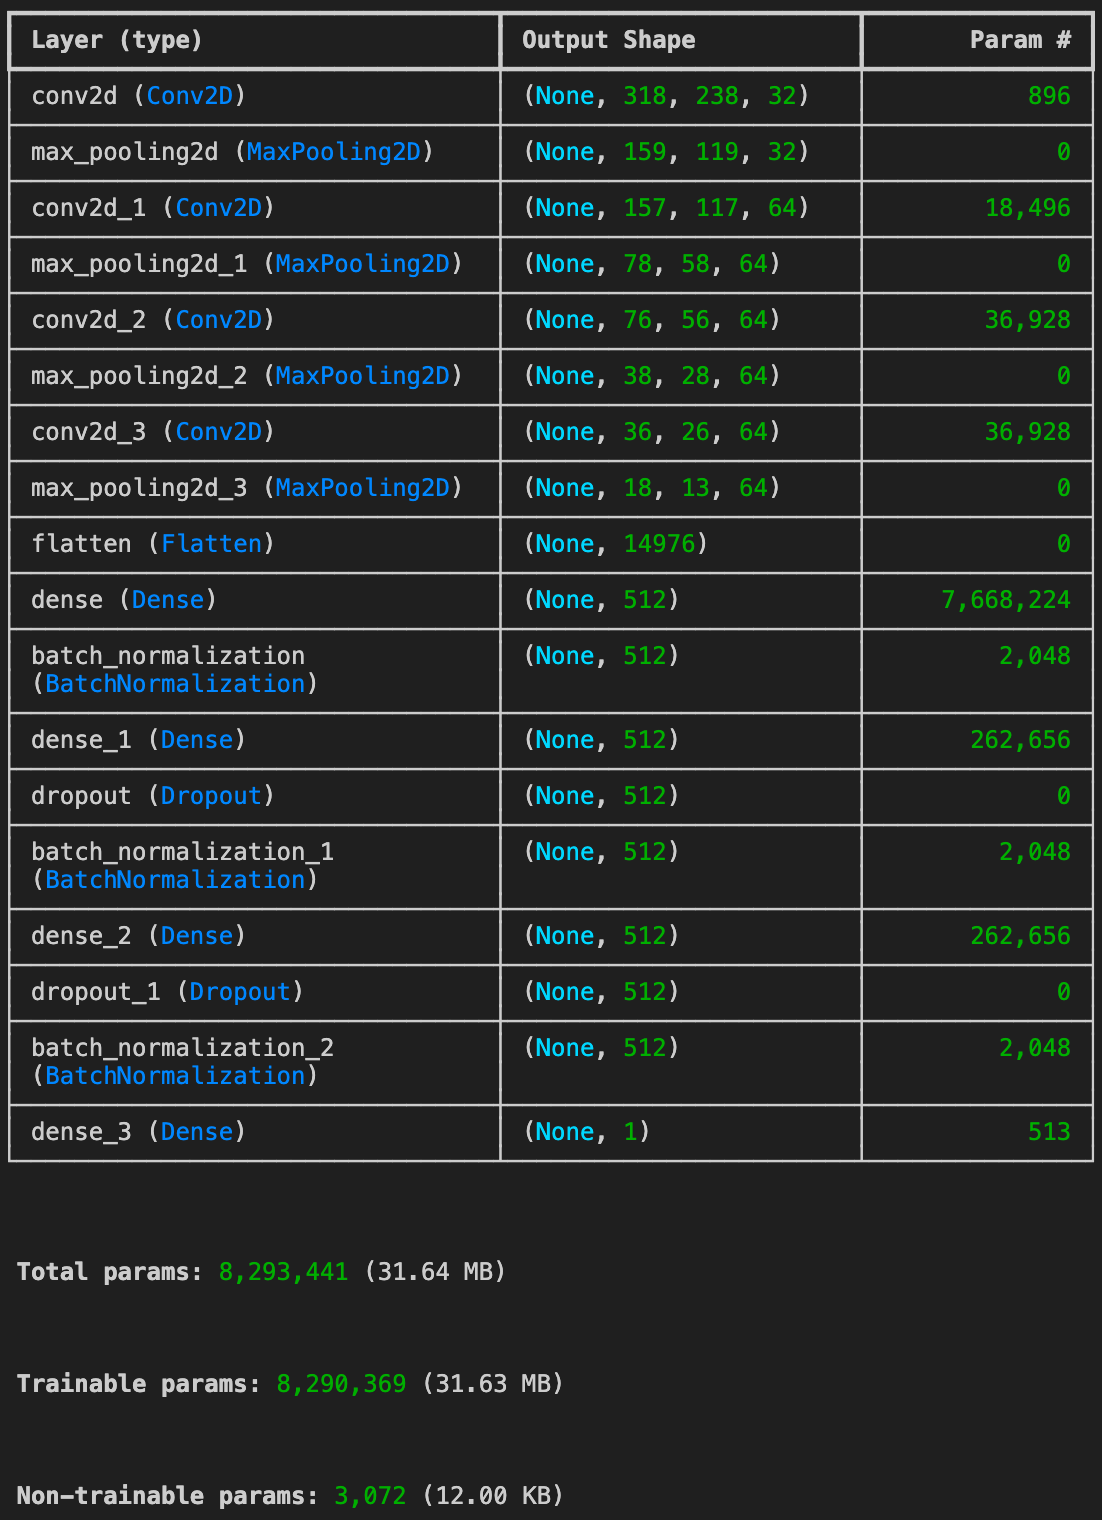 Layer (type) Output Shape Param #
conv2d (Conv2D) (None, 318, 238, 32) 896
max_pooling2d (MaxPooling2D) (None, 159, 119, 32) 0
conv2d_1 (Conv2D) (None, 157, 117, 64) 18,496
max_pooling2d_1 (MaxPooling2D) (None, 78, 58, 64) 0
conv2d_2 (Conv2D) (None, 76, 56, 64) 36,928
max_pooling2d_2 (MaxPooling2D) (None, 38, 28, 64) 0
conv2d_3 (Conv2D) (None, 36, 26, 64) 36,928
max_pooling2d_3 (MaxPooling2D) (None, 18, 13, 64) 0
flatten (Flatten) (None, 14976) 0
dense (Dense) (None, 512) 7,668,224
batch_normalization (None, 512) 2,048
(BatchNormalization)
dense_1 (Dense) (None, 512) 262,656
dropout (Dropout) (None, 512) 0
batch_normalization_1 (None, 512) 2,048
(BatchNormalization)
dense_2 (Dense) (None, 512) 262,656
dropout_1 (Dropout) (None, 512) 0
batch_normalization_2 (None, 512) 2,048
(BatchNormalization)
dense_3 (Dense) (None, 1) 513
Total params: 8,293,441 (31.64 MB)
Trainable params: 8,290,369 (31.63 MB)
Non-trainable params: 3,072 (12.00 KB)